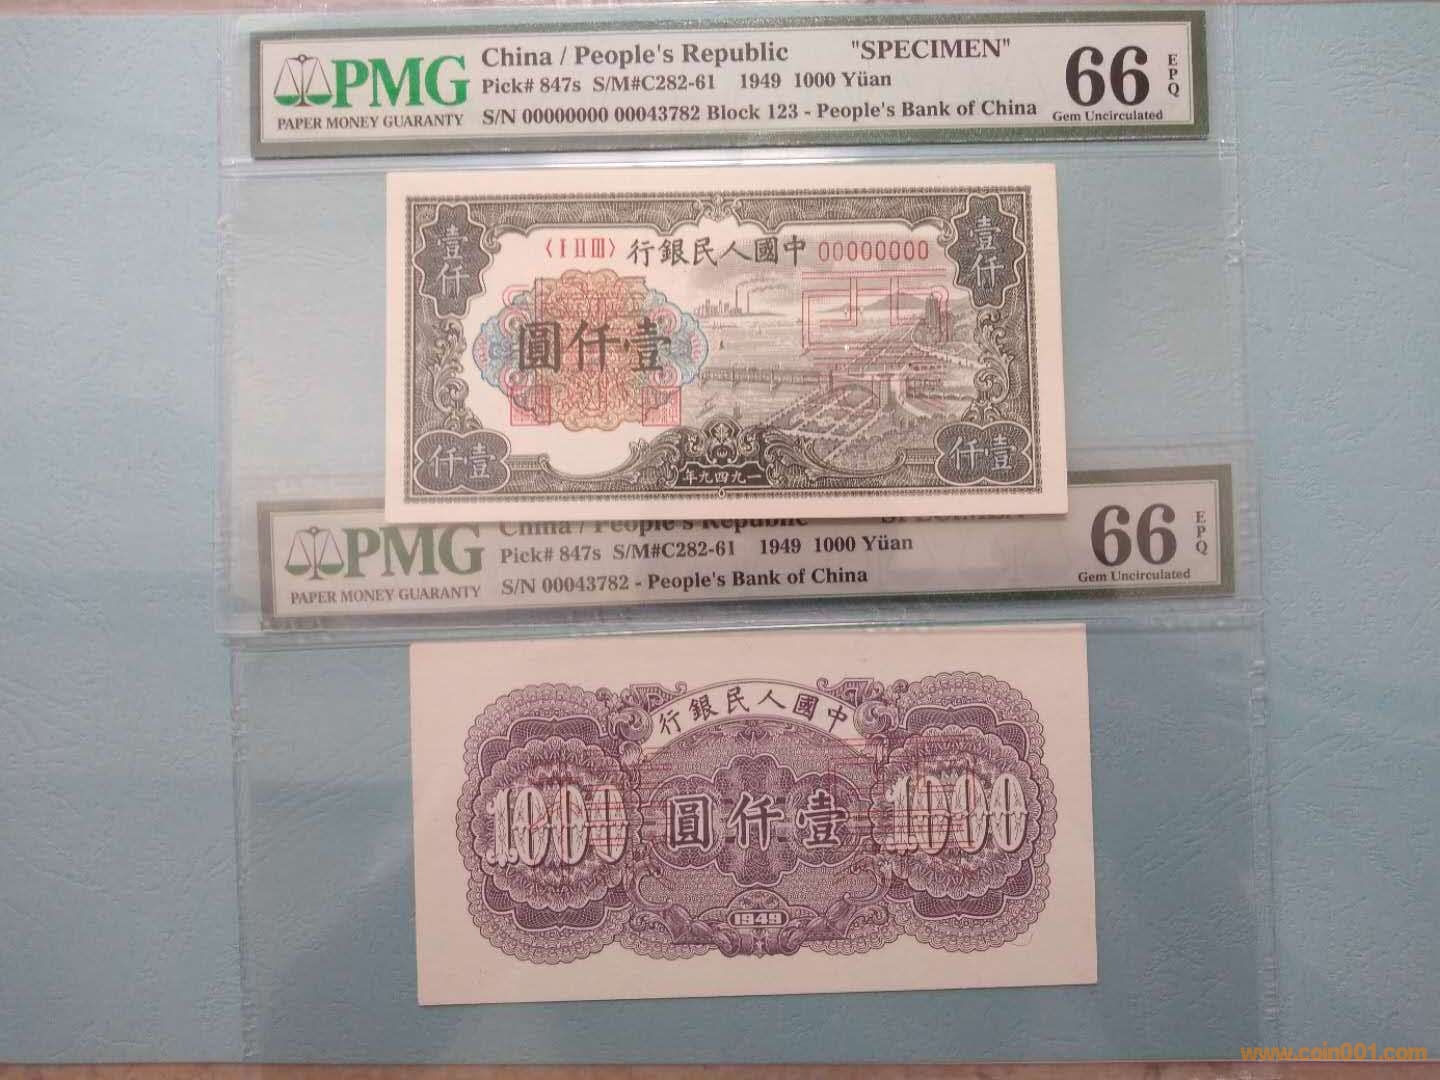 PMG
PAPER MONEY GUARANTY
China / People's Republic "SPECIMEN"
Pick# 847s S/M#C282-61 1949 1000 Yüan
S/N 00000000 00043782 Block 123 - People's Bank of China
66
EPQ
Gem Uncirculated
〈I II III〉 行銀民人國中 00000000
壹仟
壹仟
圓仟壹
仟壹
年九四九一
仟壹
PMG
PAPER MONEY GUARANTY
China / People's Republic "SPECIMEN"
Pick# 847s S/M#C282-61 1949 1000 Yüan
S/N 00043782 - People's Bank of China
66
EPQ
Gem Uncirculated
行銀民人國中
1000 圓仟壹 1000
1949
www.coin001.com